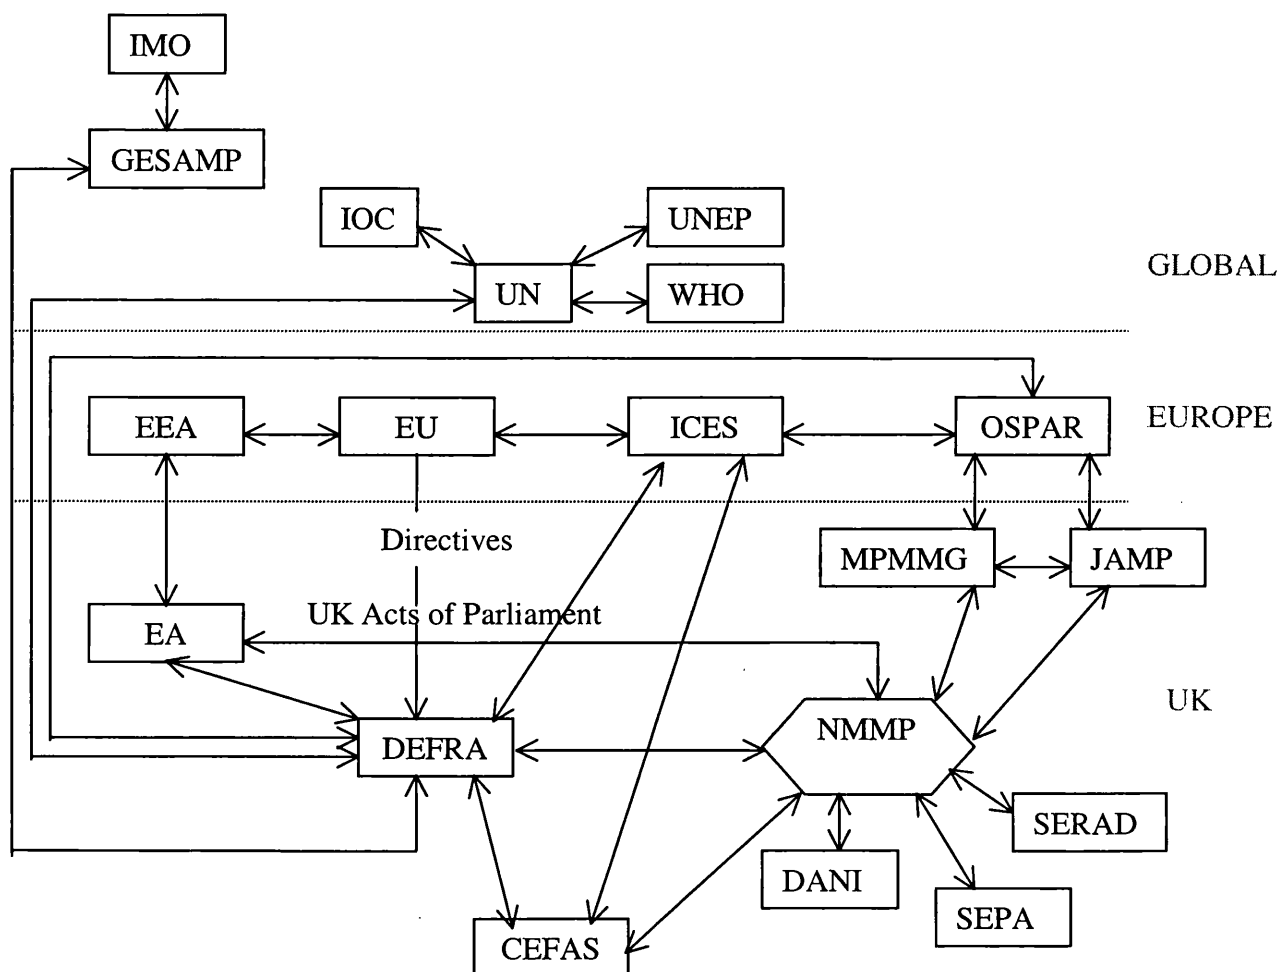 IMO
GESAMP
IOC
UNEP
GLOBAL
UN
WHO
EEA
EU
ICES
OSPAR
EUROPE
Directives
MPMMG
JAMP
UK Acts of Parliament
EA
UK
NMMP
DEFRA
SERAD
DANI
SEPA
CEFAS